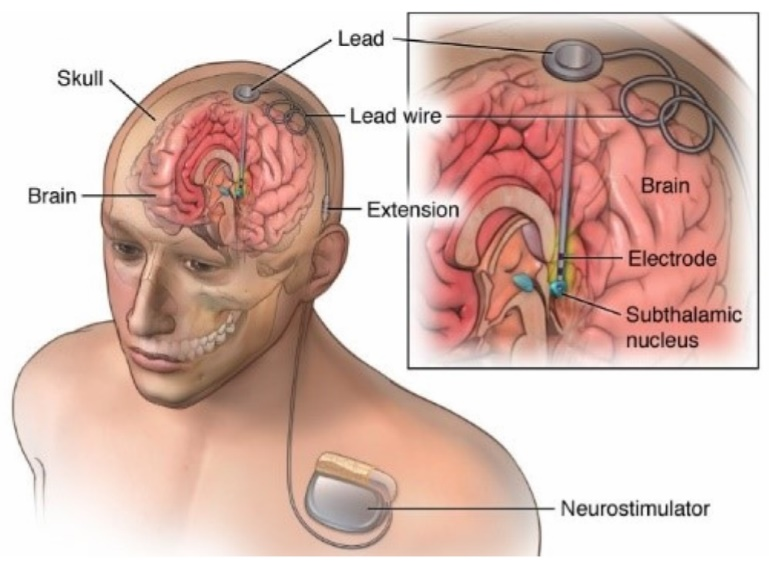 Lead
Skull
Lead wire
Brain
Brain
Extension
Electrode
Subthalamic
nucleus
Neurostimulator